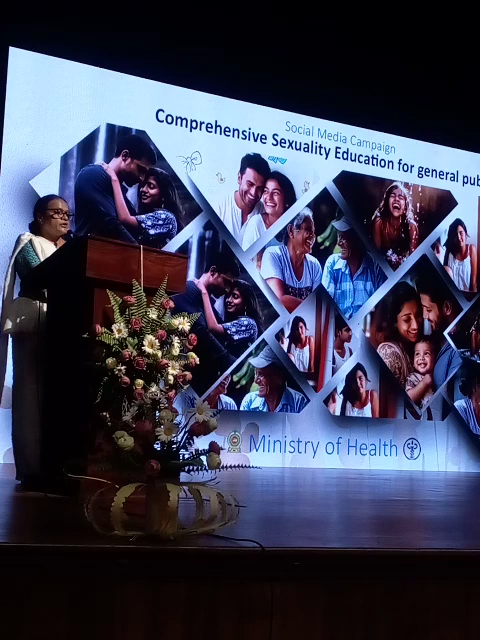 Social Media Campaign
Comprehensive Sexuality Education for general pub
Ministry of Health